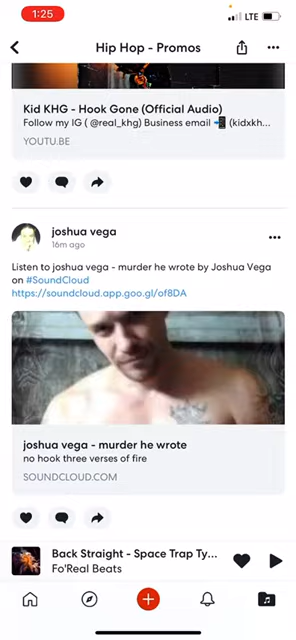 1:25
LTE
Hip Hop - Promos
Kid KHG - Hook Gone (Official Audio)
Follow my IG ( @real_khg) Business email 📲 (kidxkh...
YOUTU.BE
joshua vega
16m ago
Listen to joshua vega - murder he wrote by Joshua Vega
on #SoundCloud
https://soundcloud.app.goo.gl/of8DA
joshua vega - murder he wrote
no hook three verses of fire
SOUNDCLOUD.COM
Back Straight - Space Trap Ty...
Fo'Real Beats